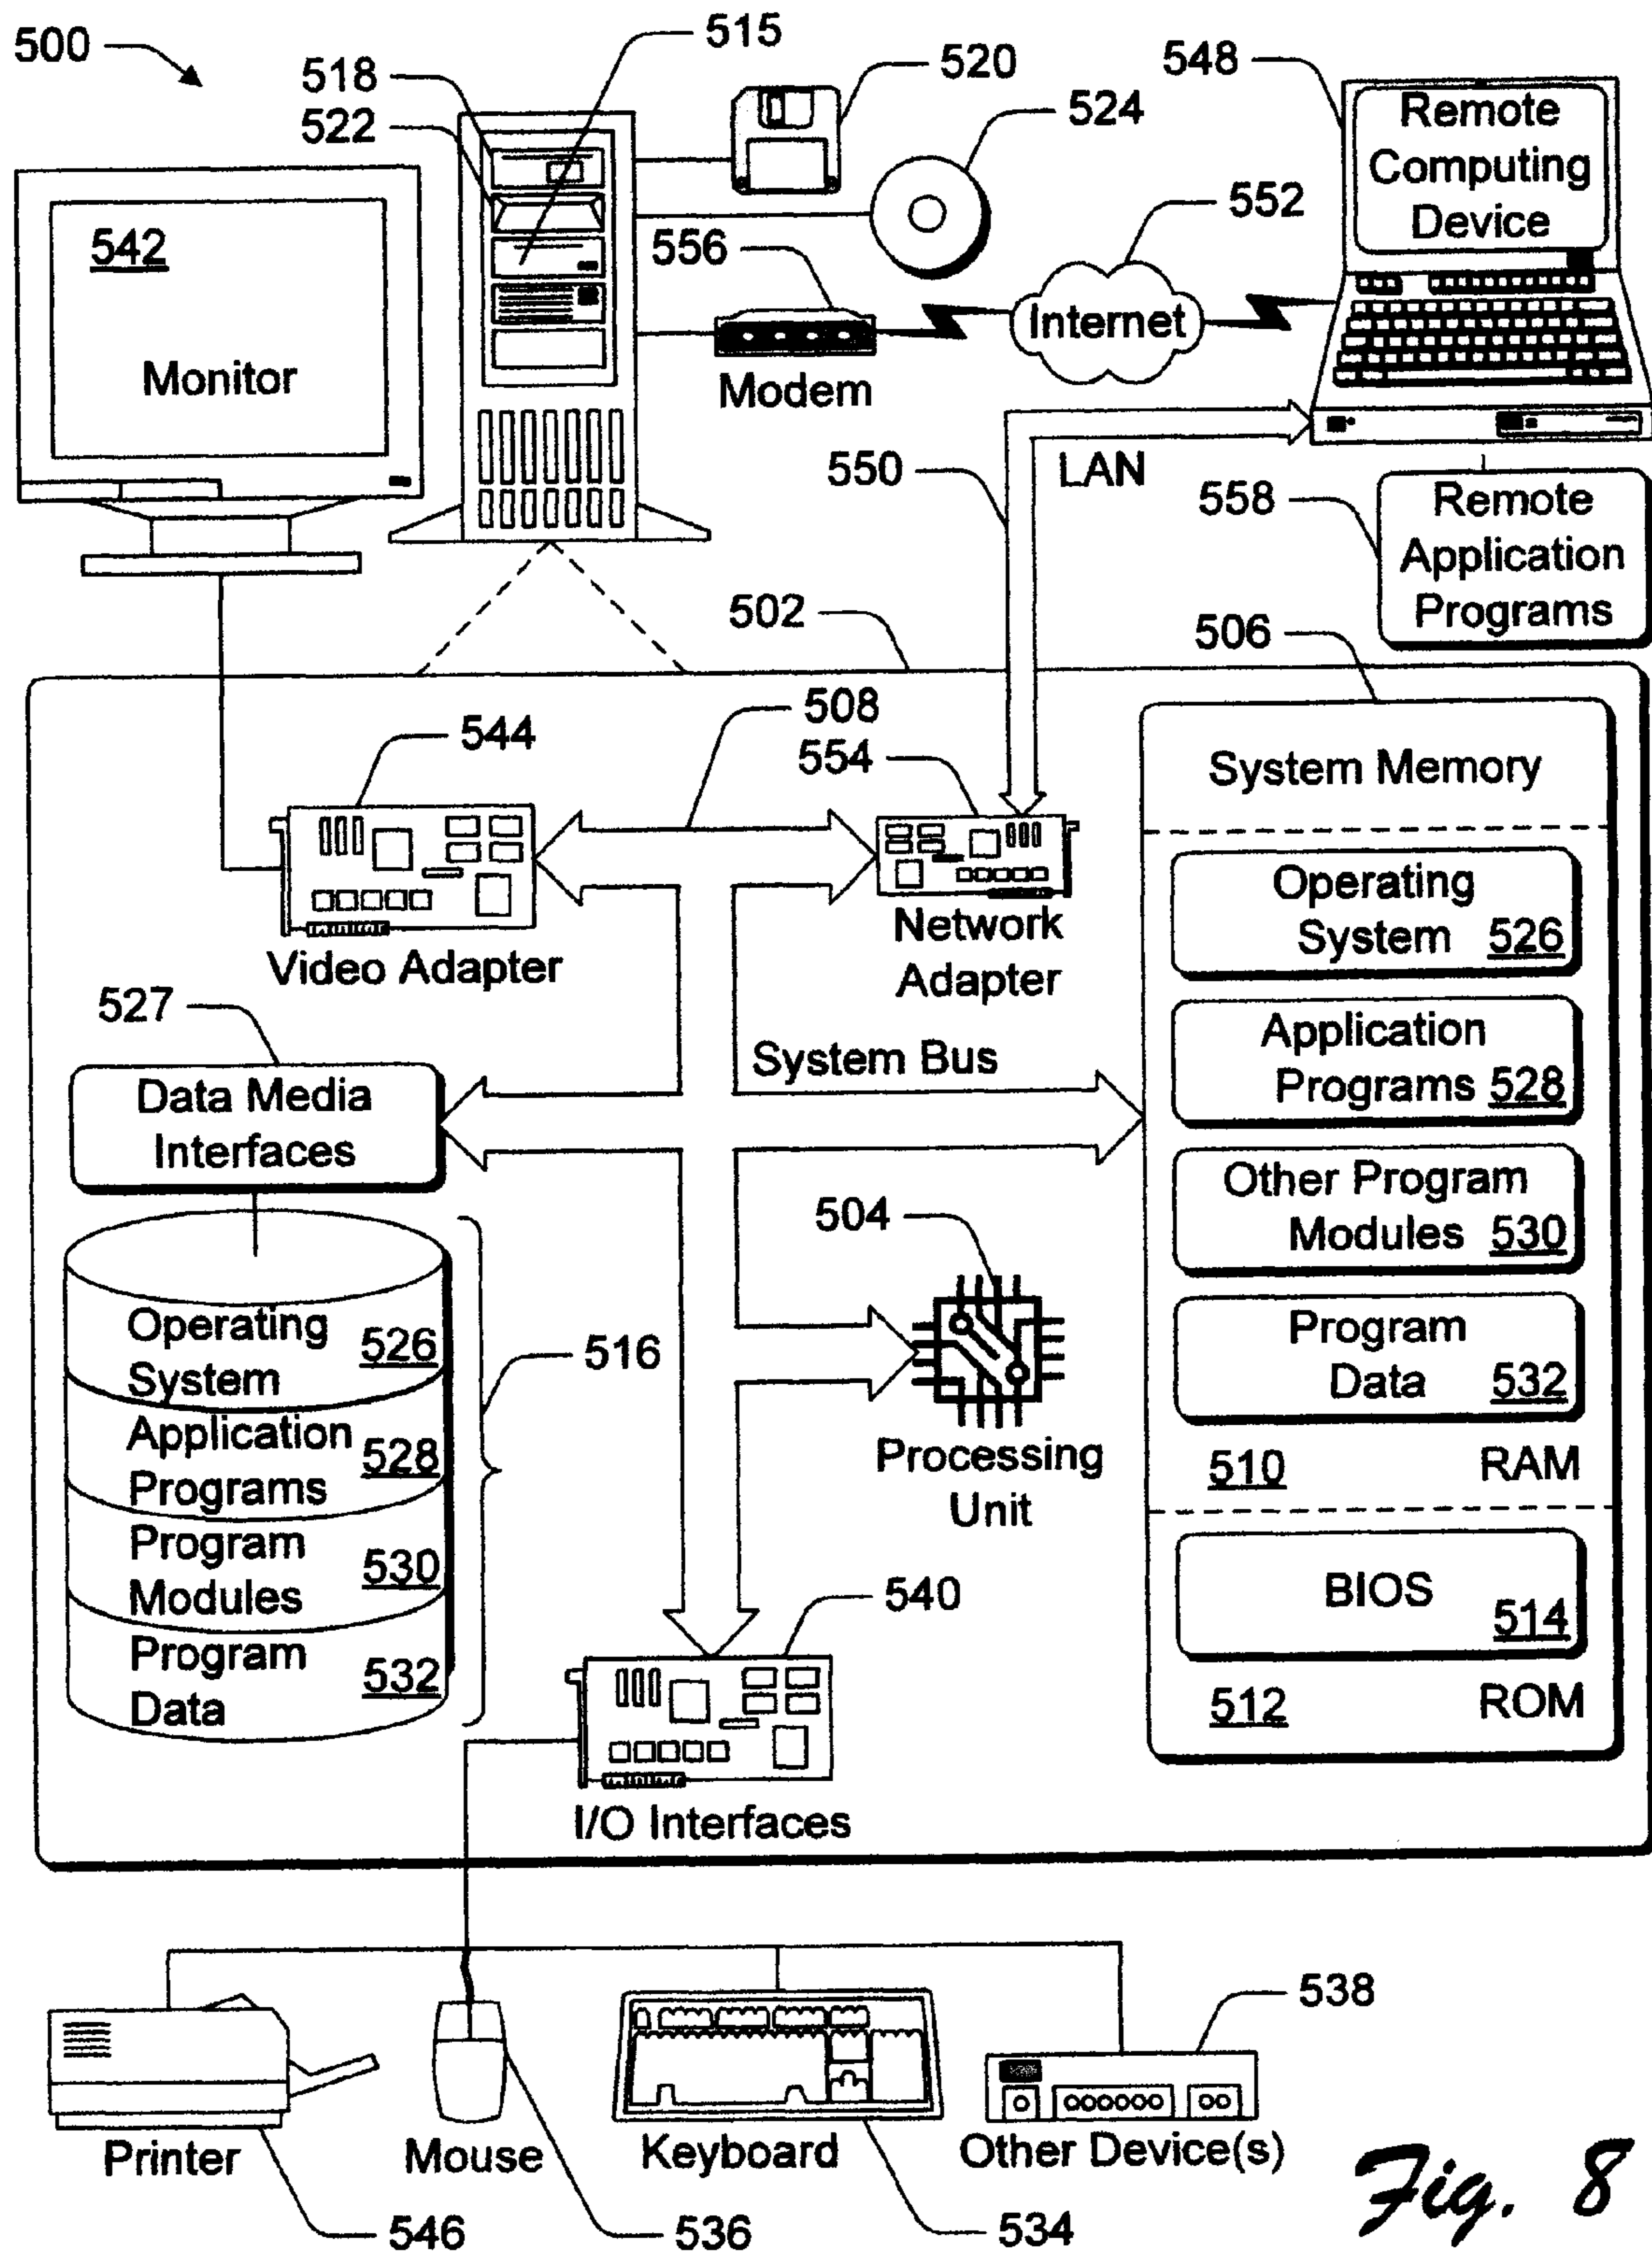 500
515
518
520
548
522
524
Remote
Computing
Device
552
542
556
Internet
Monitor
Modem
550
LAN
558
Remote
Application
Programs
502
506
508
544
554
System Memory
Operating
System 526
Network
Adapter
Video Adapter
527
Application
Programs 528
System Bus
Data Media
Interfaces
Other Program
Modules 530
504
Operating
System 526
516
Program
Data 532
Application
Programs 528
Processing
Unit
510 RAM
Program
Modules 530
540
BIOS
514
Program
Data 532
512 ROM
I/O Interfaces
538
Printer
Mouse
Keyboard
Other Device(s)
546
536
534
Fig. 8